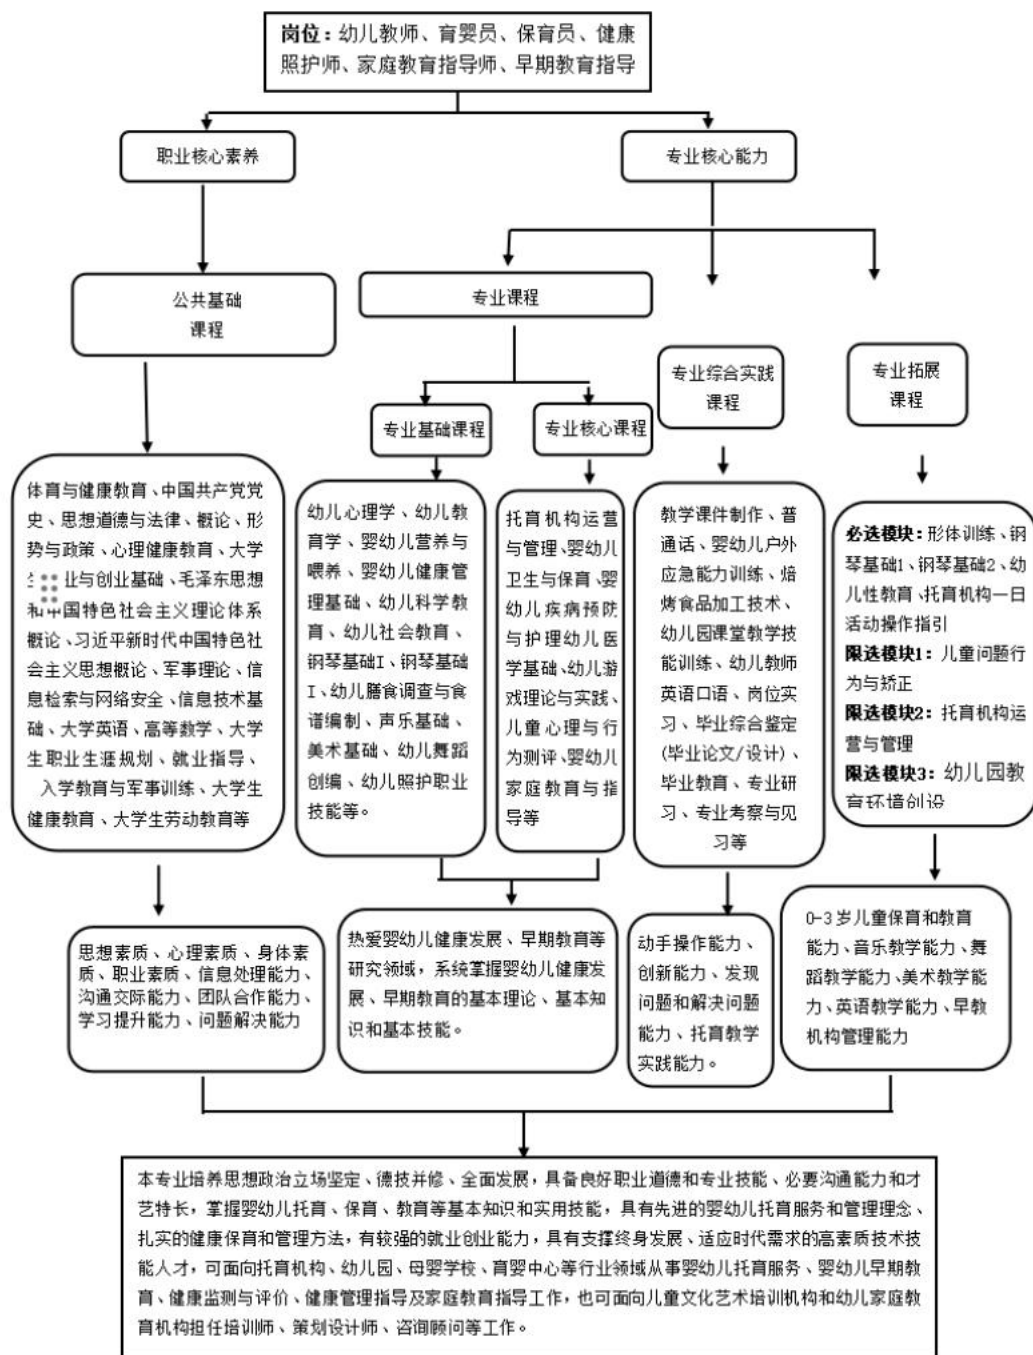 岗位：幼儿教师、育婴员、保育员、健康
照护师、家庭教育指导师、早期教育指导
职业核心素养
专业核心能力
公共基础
课程
专业课程
专业综合实践
课程
专业拓展
课程
专业基础课程
专业核心课程
体育与健康教育、中国共产党党
史、思想道德与法律、概论、形
势与政策、心理健康教育、大学
业与创业基础、毛泽东思想
和中国特色社会主义理论体系
概论、习近平新时代中国特色社
会主义思想概论、军事理论、信
息检索与网络安全、信息技术基
础、大学英语、高等数学、大学
生职业生涯规划、就业指导、
入学教育与军事训练、大学生
健康教育、大学生劳动教育等
幼儿心理学、幼儿教
育学、婴幼儿营养与
喂养、婴幼儿健康管
理基础、幼儿科学教
育、幼儿社会教育、
钢琴基础I、钢琴基础
I、幼儿膳食调查与食
谱编制、声乐基础、
美术基础、幼儿舞蹈
创编、幼儿照护职业
技能等。
托育机构运营
与管理、婴幼儿
卫生与保育、婴
幼儿疾病预防
与护理幼儿医
学基础、幼儿游
戏理论与实践、
儿童心理与行
为测评、婴幼儿
家庭教育与指
导等
教学课件制作、普
通话、婴幼儿户外
应急能力训练、焙
烤食品加工技术、
幼儿园课堂教学技
能训练、幼儿教师
英语口语、岗位实
习、毕业综合鉴定
(毕业论文/设计)、
毕业教育、专业研
习、专业考察与见
习等
必选模块：形体训练、钢
琴基础1、钢琴基础2、幼
儿性教育、托育机构一日
活动操作指引
限选模块1：儿童问题行
为与矫正
限选模块2：托育机构运
营与管理
限选模块3：幼儿园教
育环境创设
思想素质、心理素质、身体素
质、职业素质、信息处理能力、
沟通交际能力、团队合作能力、
学习提升能力、问题解决能力
热爱婴幼儿健康发展、早期教育等
研究领域，系统掌握婴幼儿健康发
展、早期教育的基本理论、基本知
识和基本技能。
动手操作能力、
创新能力、发现
问题和解决问题
能力、托育教学
实践能力。
0-3岁儿童保育和教育
能力、音乐教学能力、舞
蹈教学能力、美术教学能
力、英语教学能力、早教
机构管理能力
本专业培养思想政治立场坚定、德技并修、全面发展，具备良好职业道德和专业技能、必要沟通能力和才
艺特长，掌握婴幼儿托育、保育、教育等基本知识和实用技能，具有先进的婴幼儿托育服务和管理理念、
扎实的健康保育和管理方法，有较强的就业创业能力，具有支撑终身发展、适应时代需求的高素质技术技
能人才，可面向托育机构、幼儿园、母婴学校、育婴中心等行业领域从事婴幼儿托育服务、婴幼儿早期教
育、健康监测与评价、健康管理指导及家庭教育指导工作，也可面向儿童文化艺术培训机构和幼儿家庭教
育机构担任培训师、策划设计师、咨询顾问等工作。